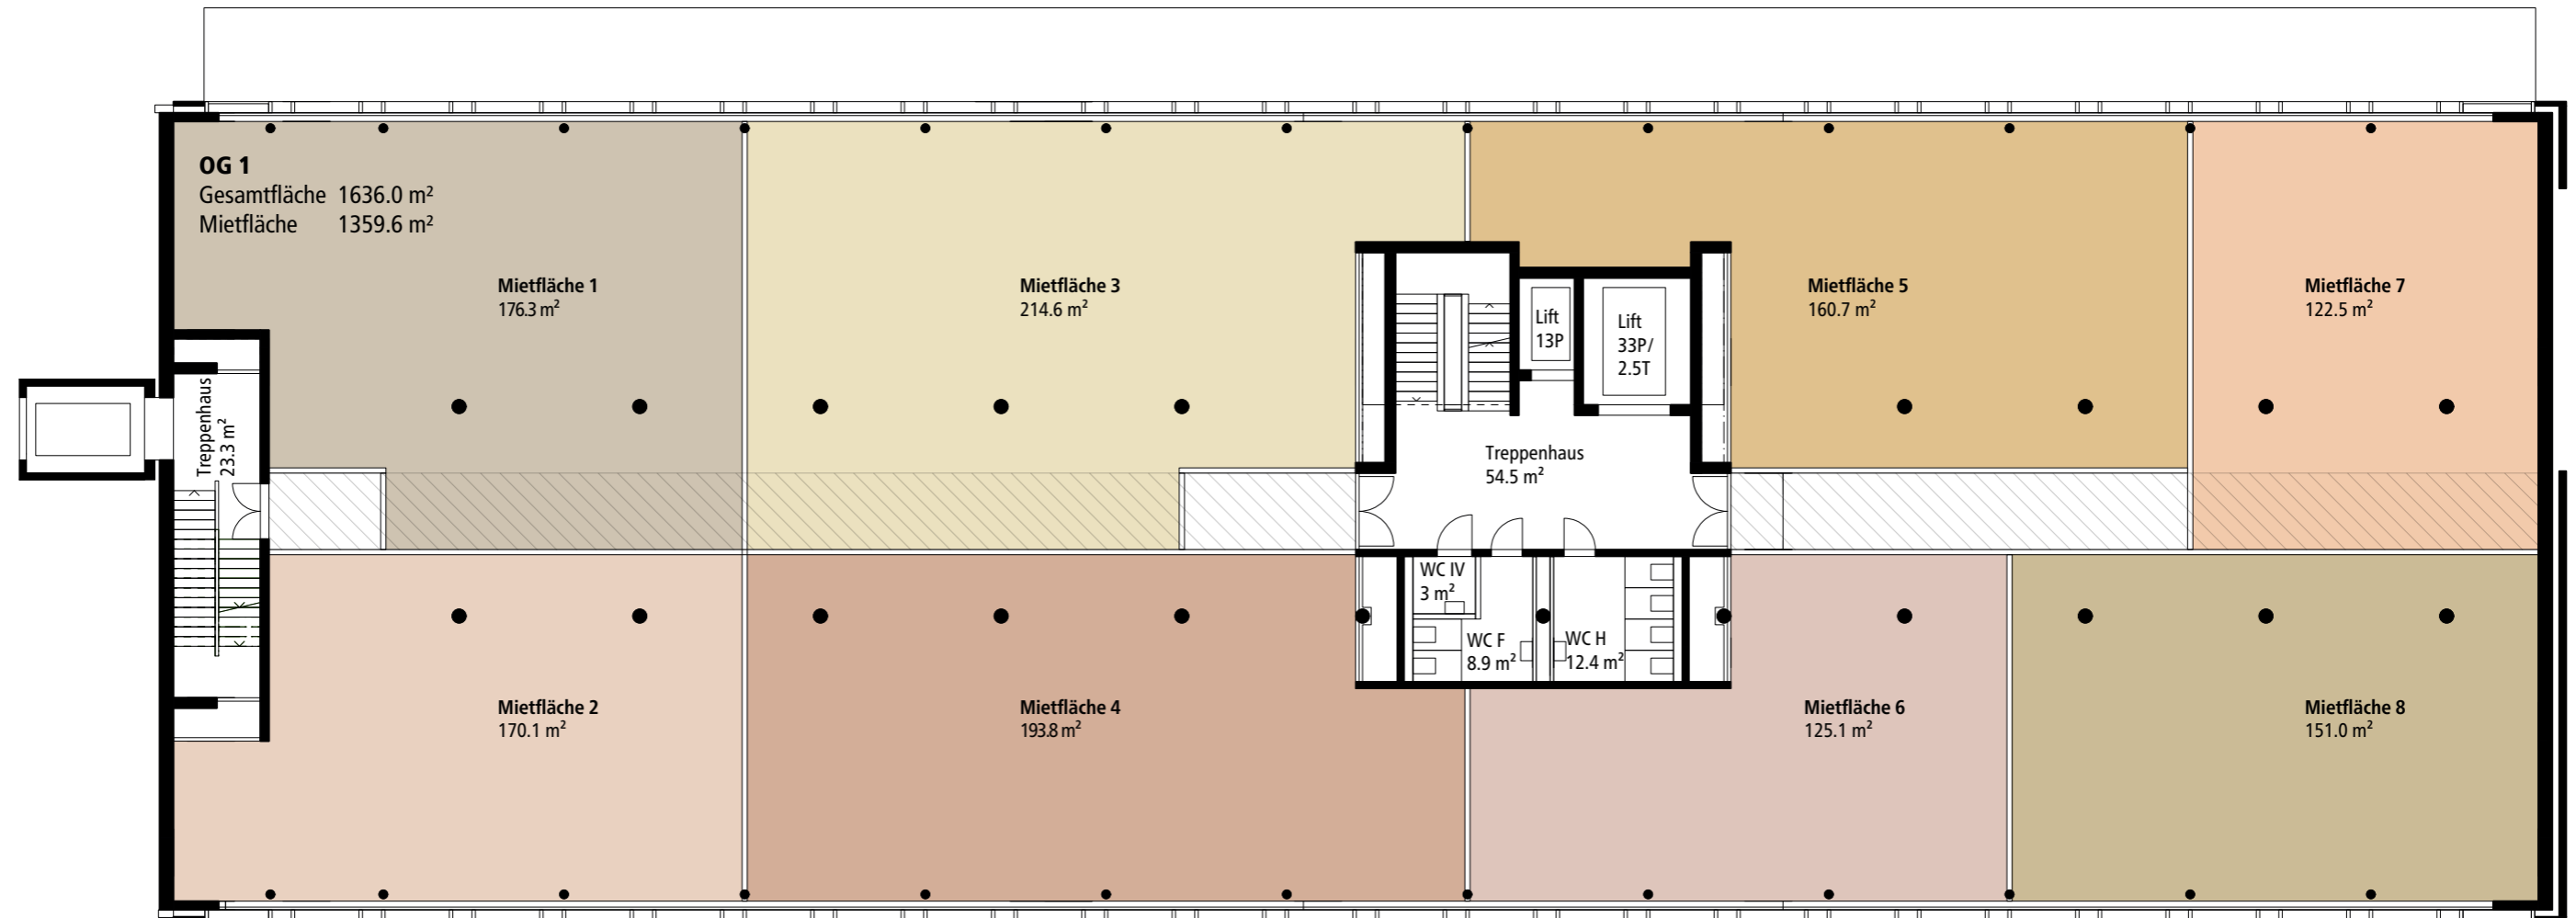 OG 1
Gesamtfläche 1636.0 m²
Mietfläche 1359.6 m²
Mietfläche 1
176.3 m²
Mietfläche 3
214.6 m²
Mietfläche 5
160.7 m²
Mietfläche 7
122.5 m²
Lift
13P
Lift
33P/
2.5T
Treppenhaus
23.3 m²
Treppenhaus
54.5 m²
WC IV
3 m²
WC F
8.9 m²
WC H
12.4 m²
Mietfläche 2
170.1 m²
Mietfläche 4
193.8 m²
Mietfläche 6
125.1 m²
Mietfläche 8
151.0 m²